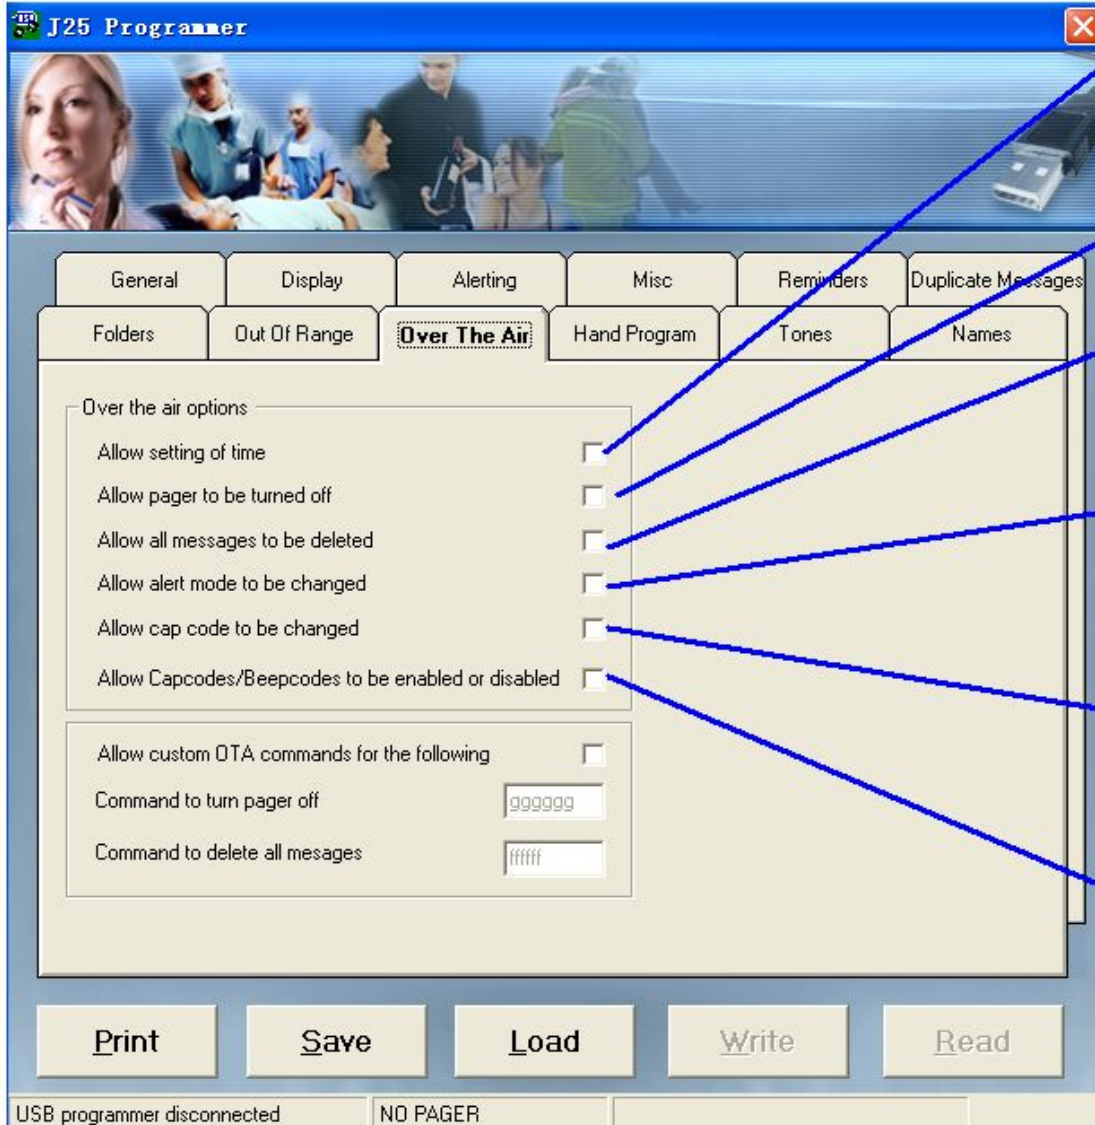 J25 Programmer
General Display Alerting Misc Reminders Duplicate Messages
Folders Out Of Range Over The Air Hand Program Tones Names
Over the air options
Allow setting of time
Allow pager to be turned off
Allow all messages to be deleted
Allow alert mode to be changed
Allow cap code to be changed
Allow Capcodes/Beepcodes to be enabled or disabled
Allow custom OTA commands for the following
Command to turn pager off gggggg
Command to delete all mesages ffffff
Print Save Load Write Read
USB programmer disconnected NO PAGER